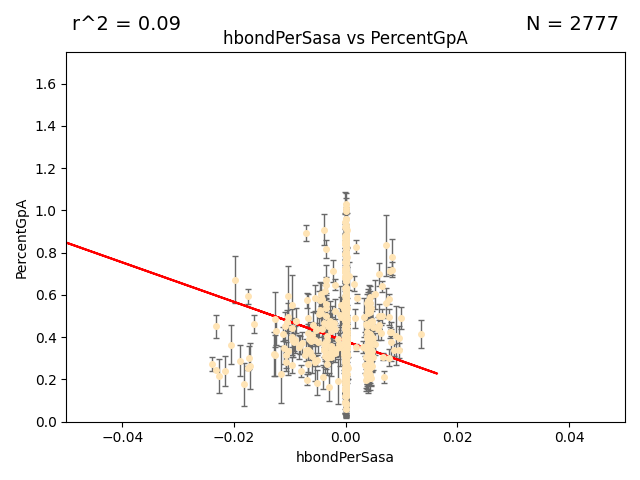 r^2 = 0.09
N = 2777
hbondPerSasa vs PercentGpA
PercentGpA
1.6
1.4
1.2
1.0
0.8
0.6
0.4
0.2
0.0
−0.04
−0.02
0.00
0.02
0.04
hbondPerSasa